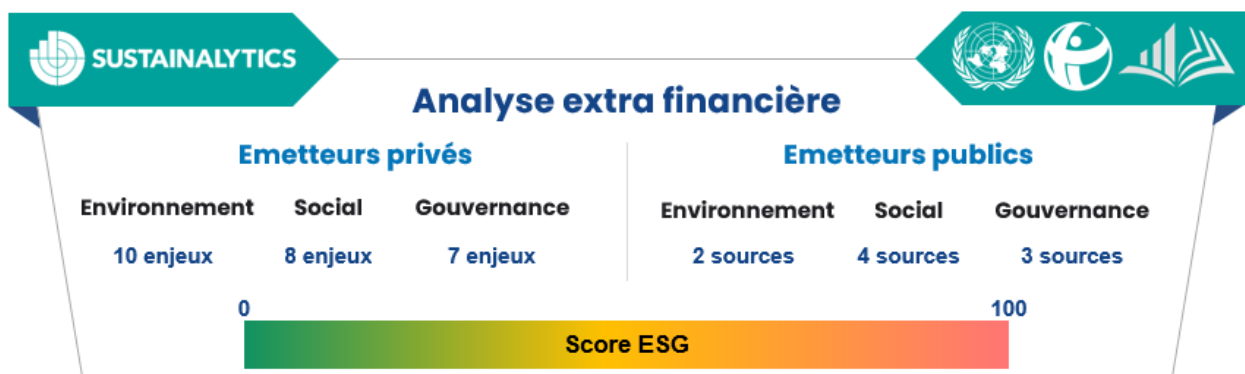 SUSTAINALYTICS
Analyse extra financière
Emetteurs privés
Emetteurs publics
Environnement Social Gouvernance
10 enjeux 8 enjeux 7 enjeux
Environnement Social Gouvernance
2 sources 4 sources 3 sources
0 100
Score ESG